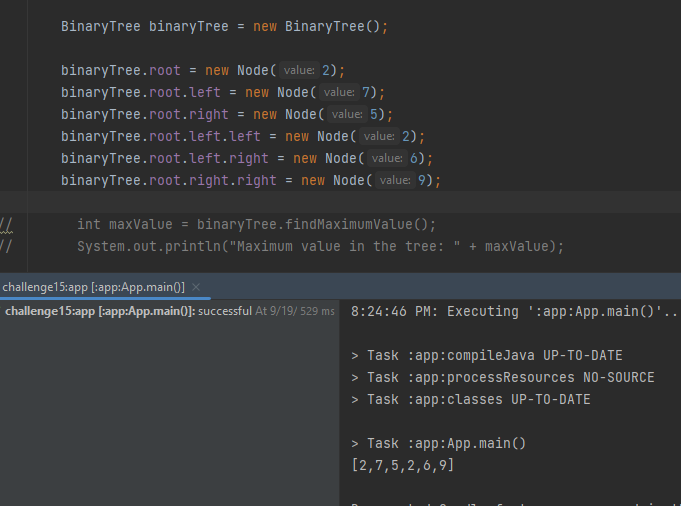 BinaryTree binaryTree = new BinaryTree();
binaryTree.root = new Node( value: 2);
binaryTree.root.left = new Node( value: 7);
binaryTree.root.right = new Node( value: 5);
binaryTree.root.left.left = new Node( value: 2);
binaryTree.root.left.right = new Node( value: 6);
binaryTree.root.right.right = new Node( value: 9);
// int maxValue = binaryTree.findMaximumValue();
// System.out.println("Maximum value in the tree: " + maxValue);
challenge15:app [:app:App.main()] ×
challenge15:app [:app:App.main()]: successful At 9/19/ 529 ms
8:24:46 PM: Executing ':app:App.main()'..
> Task :app:compileJava UP-TO-DATE
> Task :app:processResources NO-SOURCE
> Task :app:classes UP-TO-DATE
> Task :app:App.main()
[2,7,5,2,6,9]